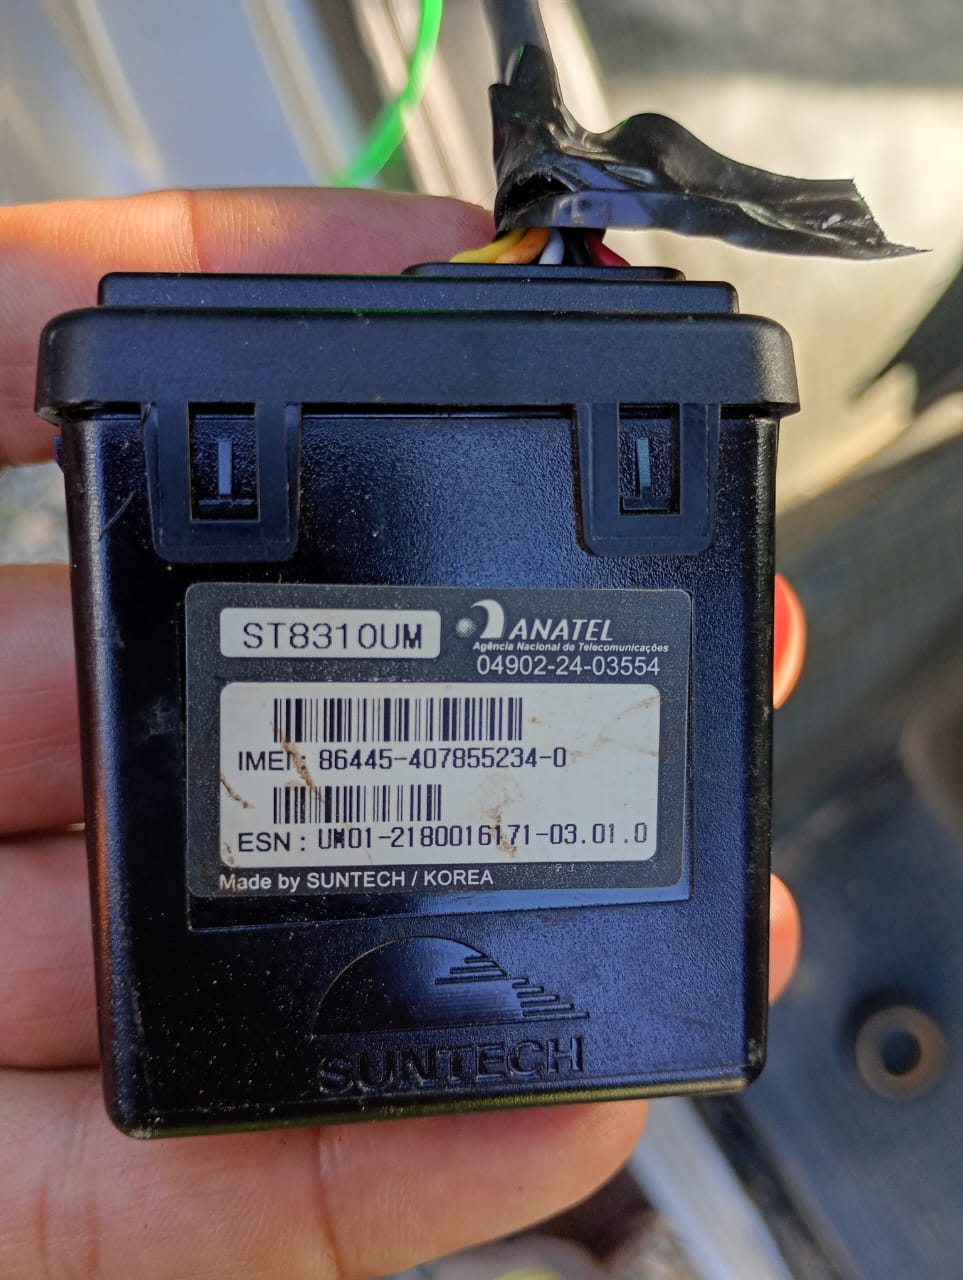 ST8310UM
ANATEL
Agência Nacional de Telecomunicações
04902-24-03554
IMEI : 86445-407855234-0
ESN : UM01-2180016171-03.01.0
Made by SUNTECH / KOREA
SUNTECH